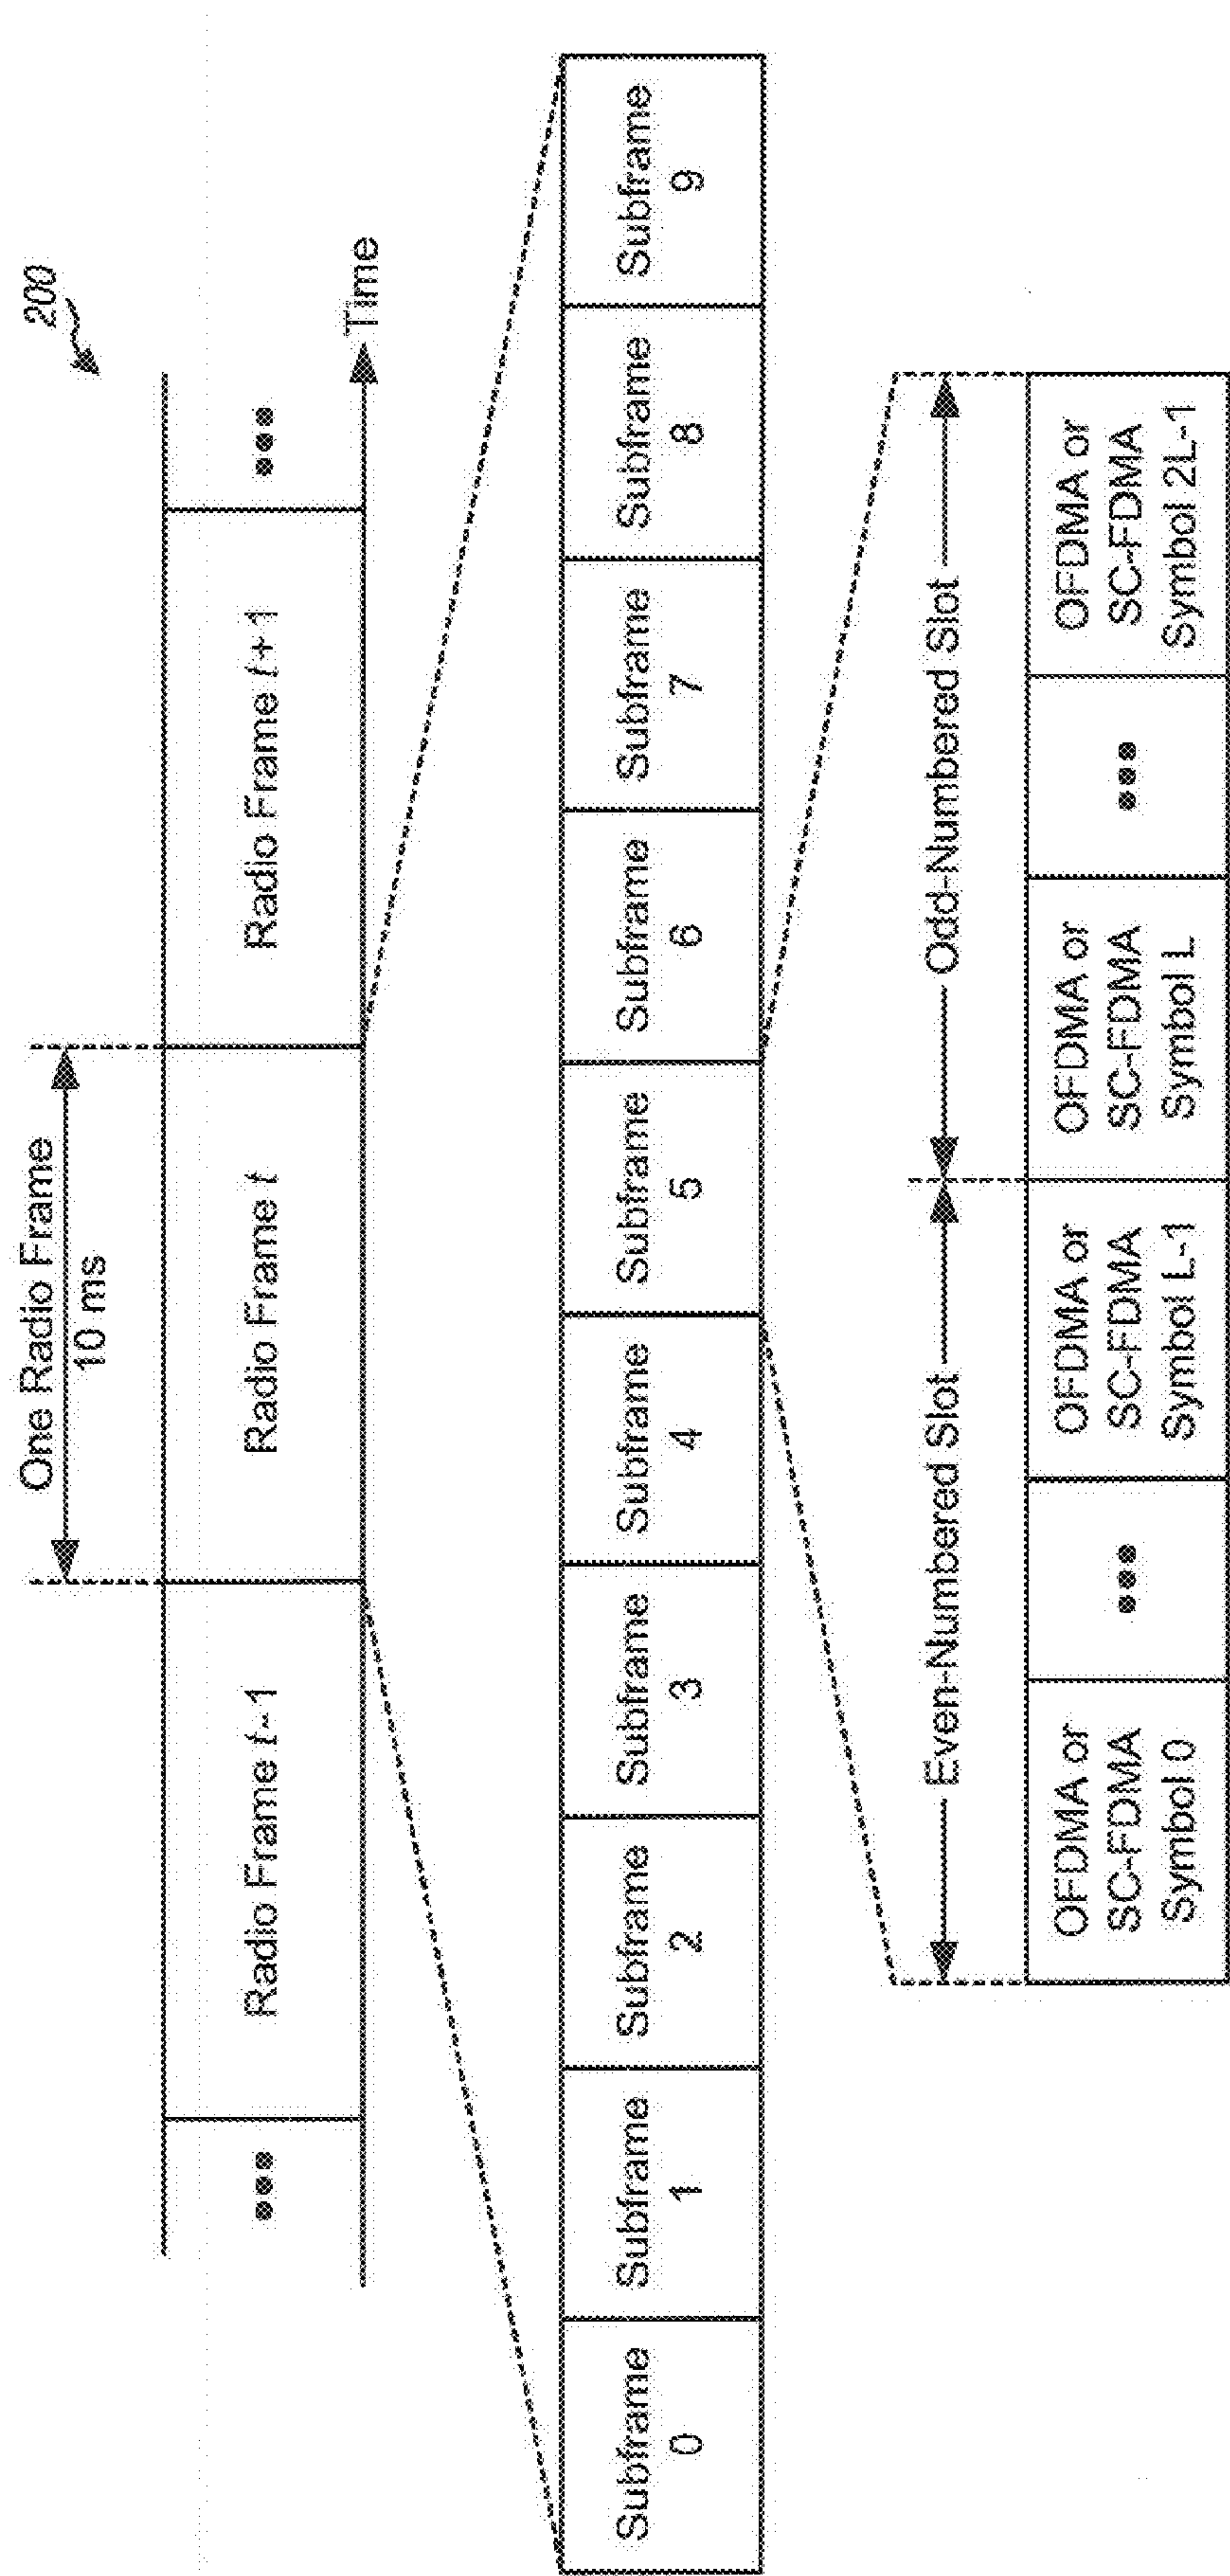 200
One Radio Frame
10 ms
••• Radio Frame t-1 Radio Frame t Radio Frame t+1 •••
Time
Subframe 0
Subframe 1
Subframe 2
Subframe 3
Subframe 4
Subframe 5
Subframe 6
Subframe 7
Subframe 8
Subframe 9
Even-Numbered Slot
Odd-Numbered Slot
OFDMA or
SC-FDMA
Symbol 0
•••
OFDMA or
SC-FDMA
Symbol L-1
OFDMA or
SC-FDMA
Symbol L
•••
OFDMA or
SC-FDMA
Symbol 2L-1